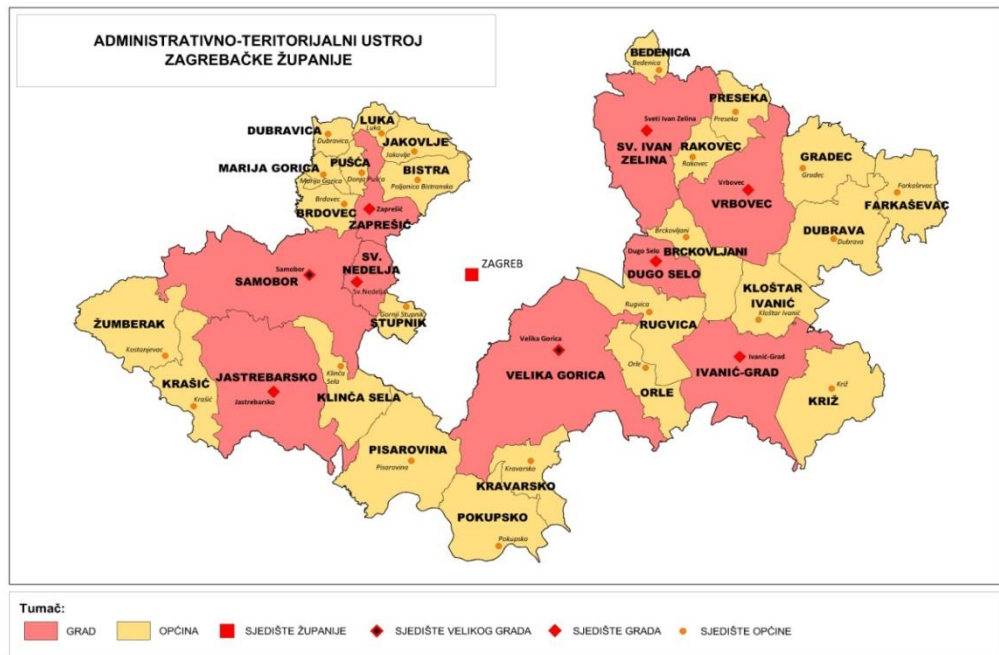 ADMINISTRATIVNO-TERITORIJALNI USTROJ
ZAGREBAČKE ŽUPANIJE
BEDENICA
Bedenica
PRESEKA
Preseka
Sveti Ivan Zelina
SV. IVAN
ZELINA
RAKOVEC
Rakovec
LUKA
Luka
DUBRAVICA
Dubravica
JAKOVLJE
Jakovlje
MARIJA GORICA
Marija Gorica
PUŠĆA
Donja Pušća
BISTRA
Poljanica Bistranska
Brdovec
BRDOVEC
Zaprešić
ZAPREŠIĆ
GRADEC
Gradec
Vrbovec
VRBOVEC
Farkaševac
FARKAŠEVAC
DUBRAVA
Dubrava
Brckovljani
BRCKOVLJANI
Dugo Selo
DUGO SELO
SV.
NEDELJA
Sv.Nedelja
ZAGREB
Samobor
SAMOBOR
Gornji Stupnik
STUPNIK
KLOŠTAR
IVANIĆ
Kloštar Ivanić
Rugvica
RUGVICA
ŽUMBERAK
Kostanjevac
Velika Gorica
VELIKA GORICA
Ivanić-Grad
IVANIĆ-GRAD
Orle
ORLE
KRAŠIĆ
Krašić
JASTREBARSKO
Jastrebarsko
Klinča
Sela
KLINČA SELA
Križ
KRIŽ
PISAROVINA
Pisarovina
Kravarsko
KRAVARSKO
POKUPSKO
Pokupsko
Tumač:
GRAD
OPĆINA
SJEDIŠTE ŽUPANIJE
SJEDIŠTE VELIKOG GRADA
SJEDIŠTE GRADA
SJEDIŠTE OPĆINE